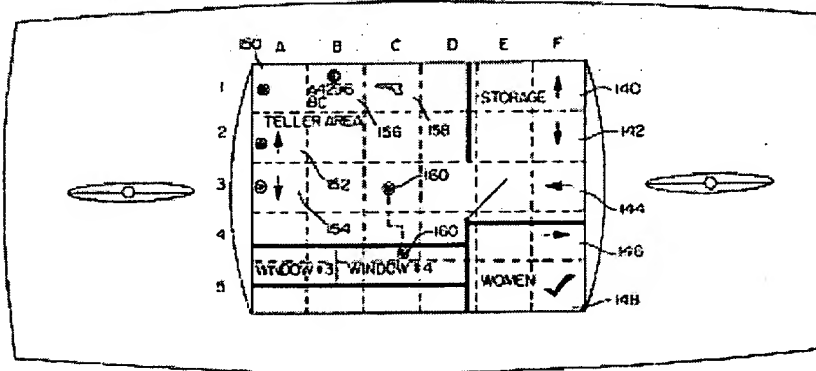 150 A B C D E F
1 A4296 STORAGE 140
BC
TELLER AREA 156 158
2 142
3 152 160 144
154
4 160 146
WINDOW #3 WINDOW #4
5 WOMEN 148